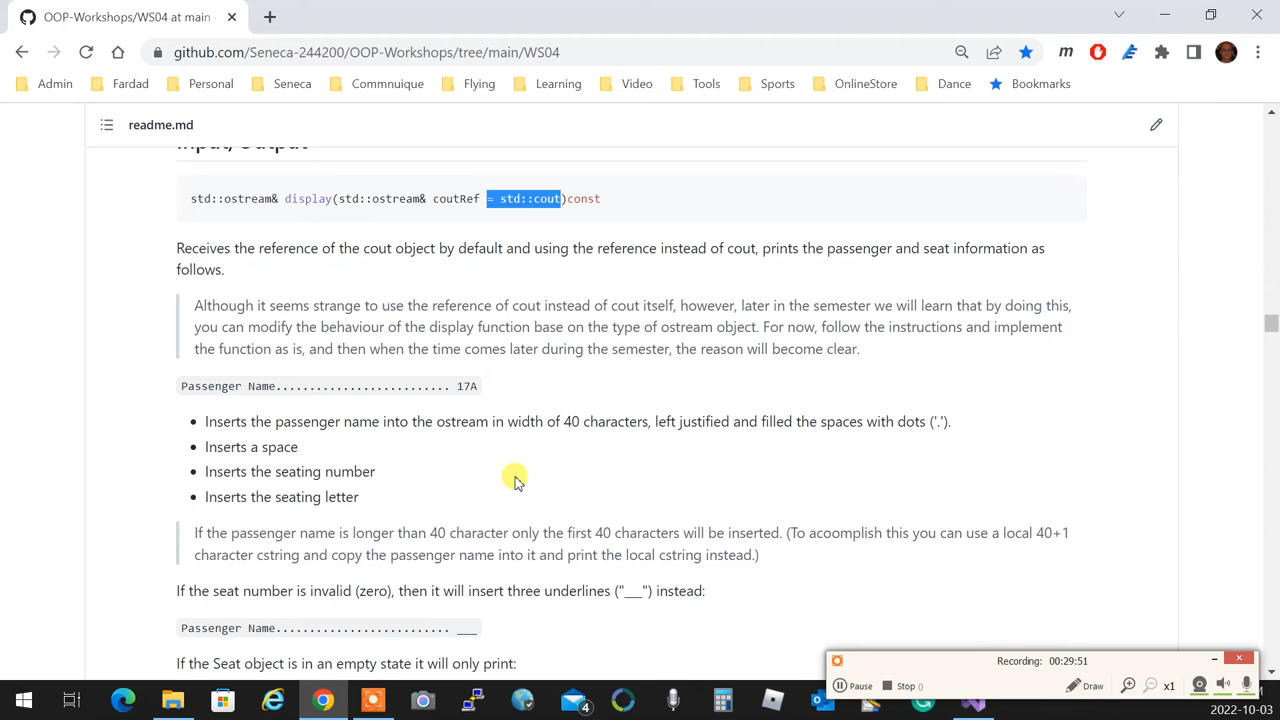 OOP-Workshops/WS04 at main
github.com/Seneca-244200/OOP-Workshops/tree/main/WS04
m
Admin Fardad Personal Seneca Commnuique Flying Learning Video Tools Sports OnlineStore Dance Bookmarks
readme.md
Input, Output
std::ostream& display(std::ostream& coutRef = std::cout)const
Receives the reference of the cout object by default and using the reference instead of cout, prints the passenger and seat information as
follows.
Although it seems strange to use the reference of cout instead of cout itself, however, later in the semester we will learn that by doing this,
you can modify the behaviour of the display function base on the type of ostream object. For now, follow the instructions and implement
the function as is, and then when the time comes later during the semester, the reason will become clear.
Passenger Name.......................... 17A
• Inserts the passenger name into the ostream in width of 40 characters, left justified and filled the spaces with dots ('.').
• Inserts a space
• Inserts the seating number
• Inserts the seating letter
If the passenger name is longer than 40 character only the first 40 characters will be inserted. (To acoomplish this you can use a local 40+1
character cstring and copy the passenger name into it and print the local cstring instead.)
If the seat number is invalid (zero), then it will insert three underlines ("___") instead:
Passenger Name.......................... ___
If the Seat object is in an empty state it will only print:
Recording: 00:29:51
Pause Stop () Draw x1
4
2022-10-03